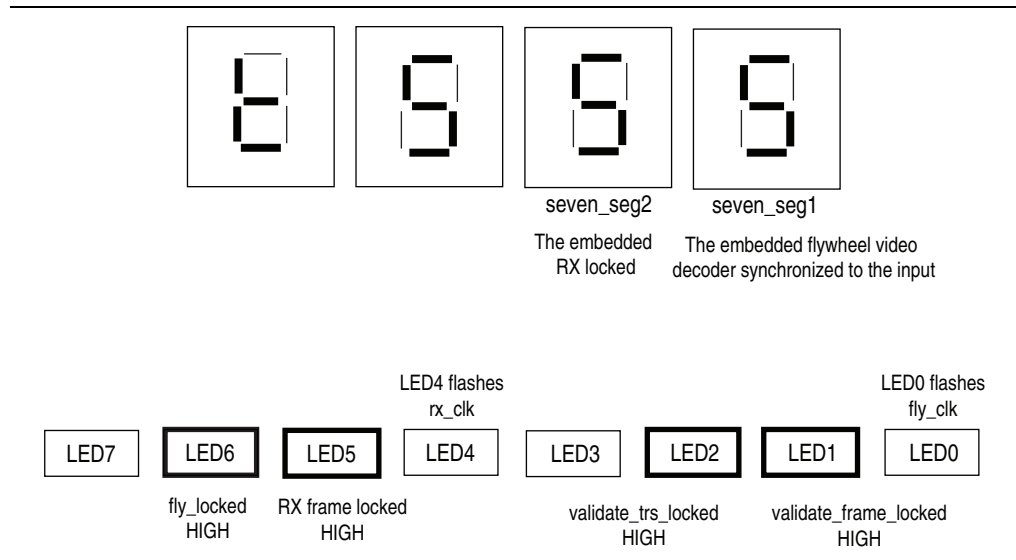 t S S S
seven_seg2 seven_seg1
The embedded The embedded flywheel video
RX locked decoder synchronized to the input
LED4 flashes LED0 flashes
rx_clk fly_clk
LED7 LED6 LED5 LED4 LED3 LED2 LED1 LED0
fly_locked RX frame locked validate_trs_locked validate_frame_locked
HIGH HIGH HIGH HIGH